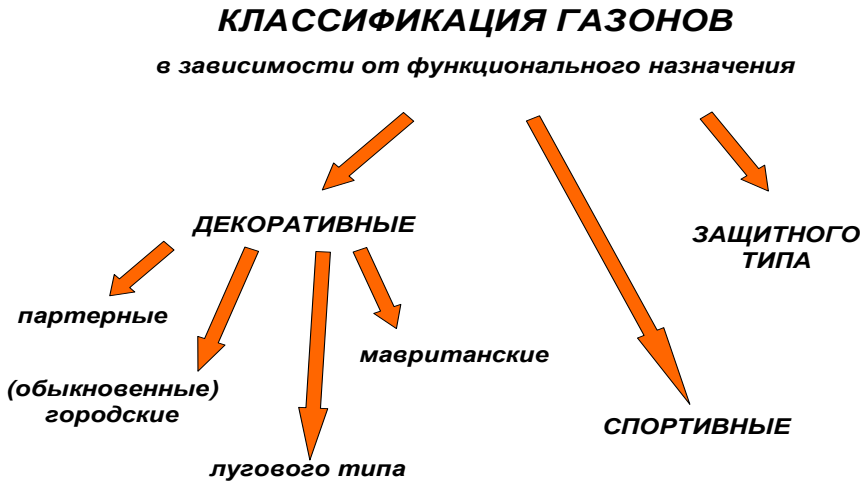 КЛАССИФИКАЦИЯ ГАЗОНОВ
в зависимости от функционального назначения
ДЕКОРАТИВНЫЕ
ЗАЩИТНОГО
ТИПА
партерные
мавританские
(обыкновенные)
городские
СПОРТИВНЫЕ
лугового типа